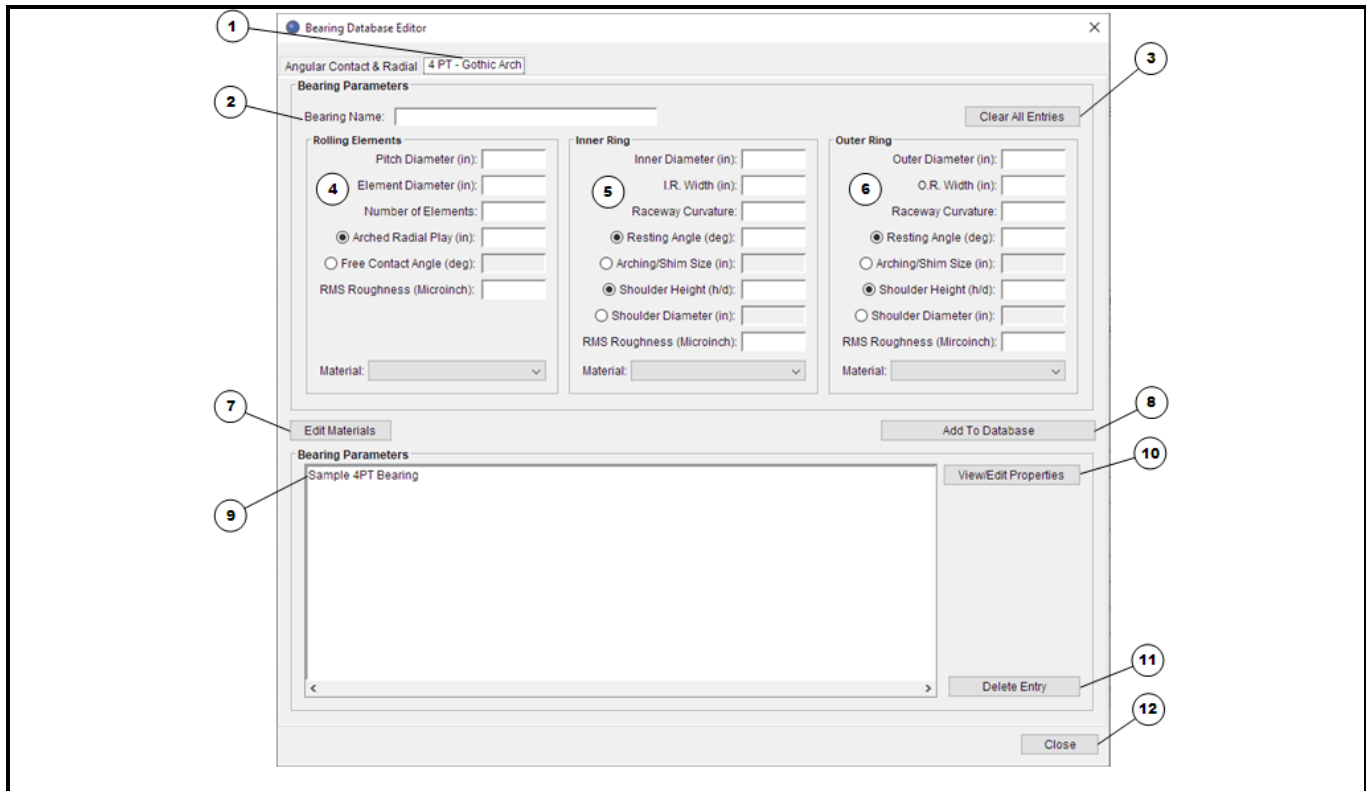 1
Bearing Database Editor
Angular Contact & Radial 4 PT - Gothic Arch
3
Bearing Parameters
2
Bearing Name:
Clear All Entries
Rolling Elements
Pitch Diameter (in):
4
Element Diameter (in):
Number of Elements:
Arched Radial Play (in):
Free Contact Angle (deg):
RMS Roughness (Microinch):
Material:
Inner Ring
Inner Diameter (in):
5
I.R. Width (in):
Raceway Curvature:
Resting Angle (deg):
Arching/Shim Size (in):
Shoulder Height (h/d):
Shoulder Diameter (in):
RMS Roughness (Microinch):
Material:
Outer Ring
Outer Diameter (in):
6
O.R. Width (in):
Raceway Curvature:
Resting Angle (deg):
Arching/Shim Size (in):
Shoulder Height (h/d):
Shoulder Diameter (in):
RMS Roughness (Mircoinch):
Material:
7
Edit Materials
8
Add To Database
Bearing Parameters
10
Sample 4PT Bearing
View/Edit Properties
9
11
Delete Entry
12
Close